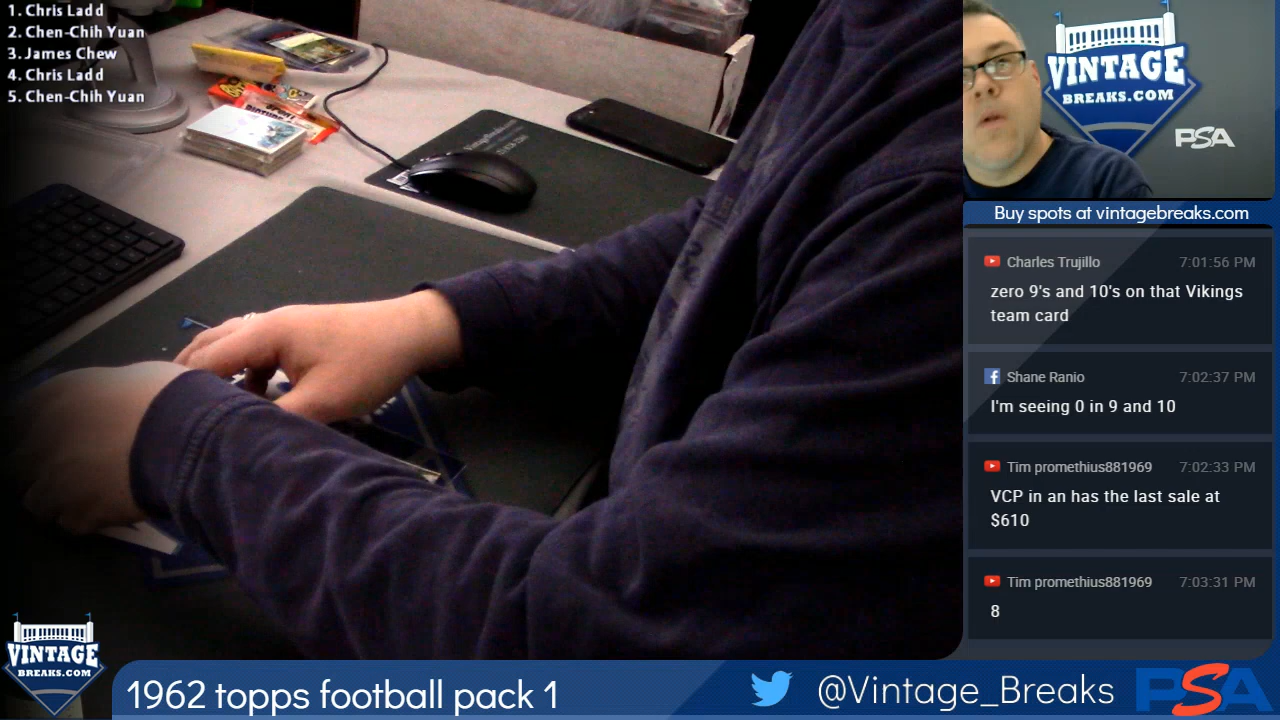 1. Chris Ladd
2. Chen-Chih Yuan
3. James Chew
4. Chris Ladd
5. Chen-Chih Yuan
VINTAGE
BREAKS.COM
PSA
Buy spots at vintagebreaks.com
Charles Trujillo 7:01:56 PM
zero 9's and 10's on that Vikings
team card
Shane Ranio 7:02:37 PM
I'm seeing 0 in 9 and 10
Tim promethius881969 7:02:33 PM
VCP in an has the last sale at
$610
Tim promethius881969 7:03:31 PM
8
VINTAGE
BREAKS.COM
1962 topps football pack 1
@Vintage_Breaks
PSA